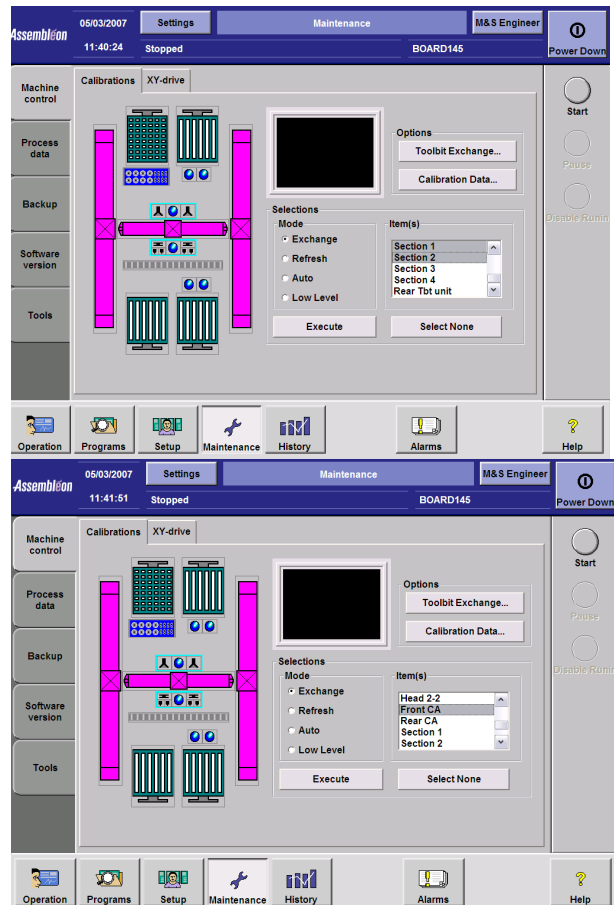 Assembléon
05/03/2007
Settings
Maintenance
M&S Engineer
11:40:24
Stopped
BOARD145
Power Down
Machine control
Process data
Backup
Software version
Tools
Calibrations
XY-drive
Options
Toolbit Exchange...
Calibration Data...
Selections
Mode
Exchange
Refresh
Auto
Low Level
Item(s)
Section 1
Section 2
Section 3
Section 4
Rear Tbt unit
Execute
Select None
Start
Pause
Disable Runin
Operation
Programs
Setup
Maintenance
History
Alarms
Help
Assembléon
05/03/2007
Settings
Maintenance
M&S Engineer
11:41:51
Stopped
BOARD145
Power Down
Machine control
Process data
Backup
Software version
Tools
Calibrations
XY-drive
Options
Toolbit Exchange...
Calibration Data...
Selections
Mode
Exchange
Refresh
Auto
Low Level
Item(s)
Head 2-2
Front CA
Rear CA
Section 1
Section 2
Execute
Select None
Start
Pause
Disable Runin
Operation
Programs
Setup
Maintenance
History
Alarms
Help